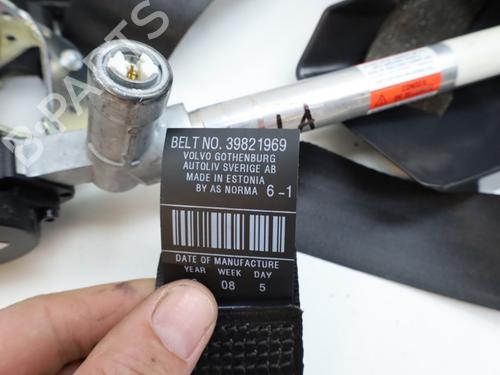 B-PARTS
BELT NO. 39821969
VOLVO GOTHENBURG
AUTOLIV SVERIGE AB
MADE IN ESTONIA
BY AS NORMA 6-1
DATE OF MANUFACTURE
YEAR WEEK DAY
08 5